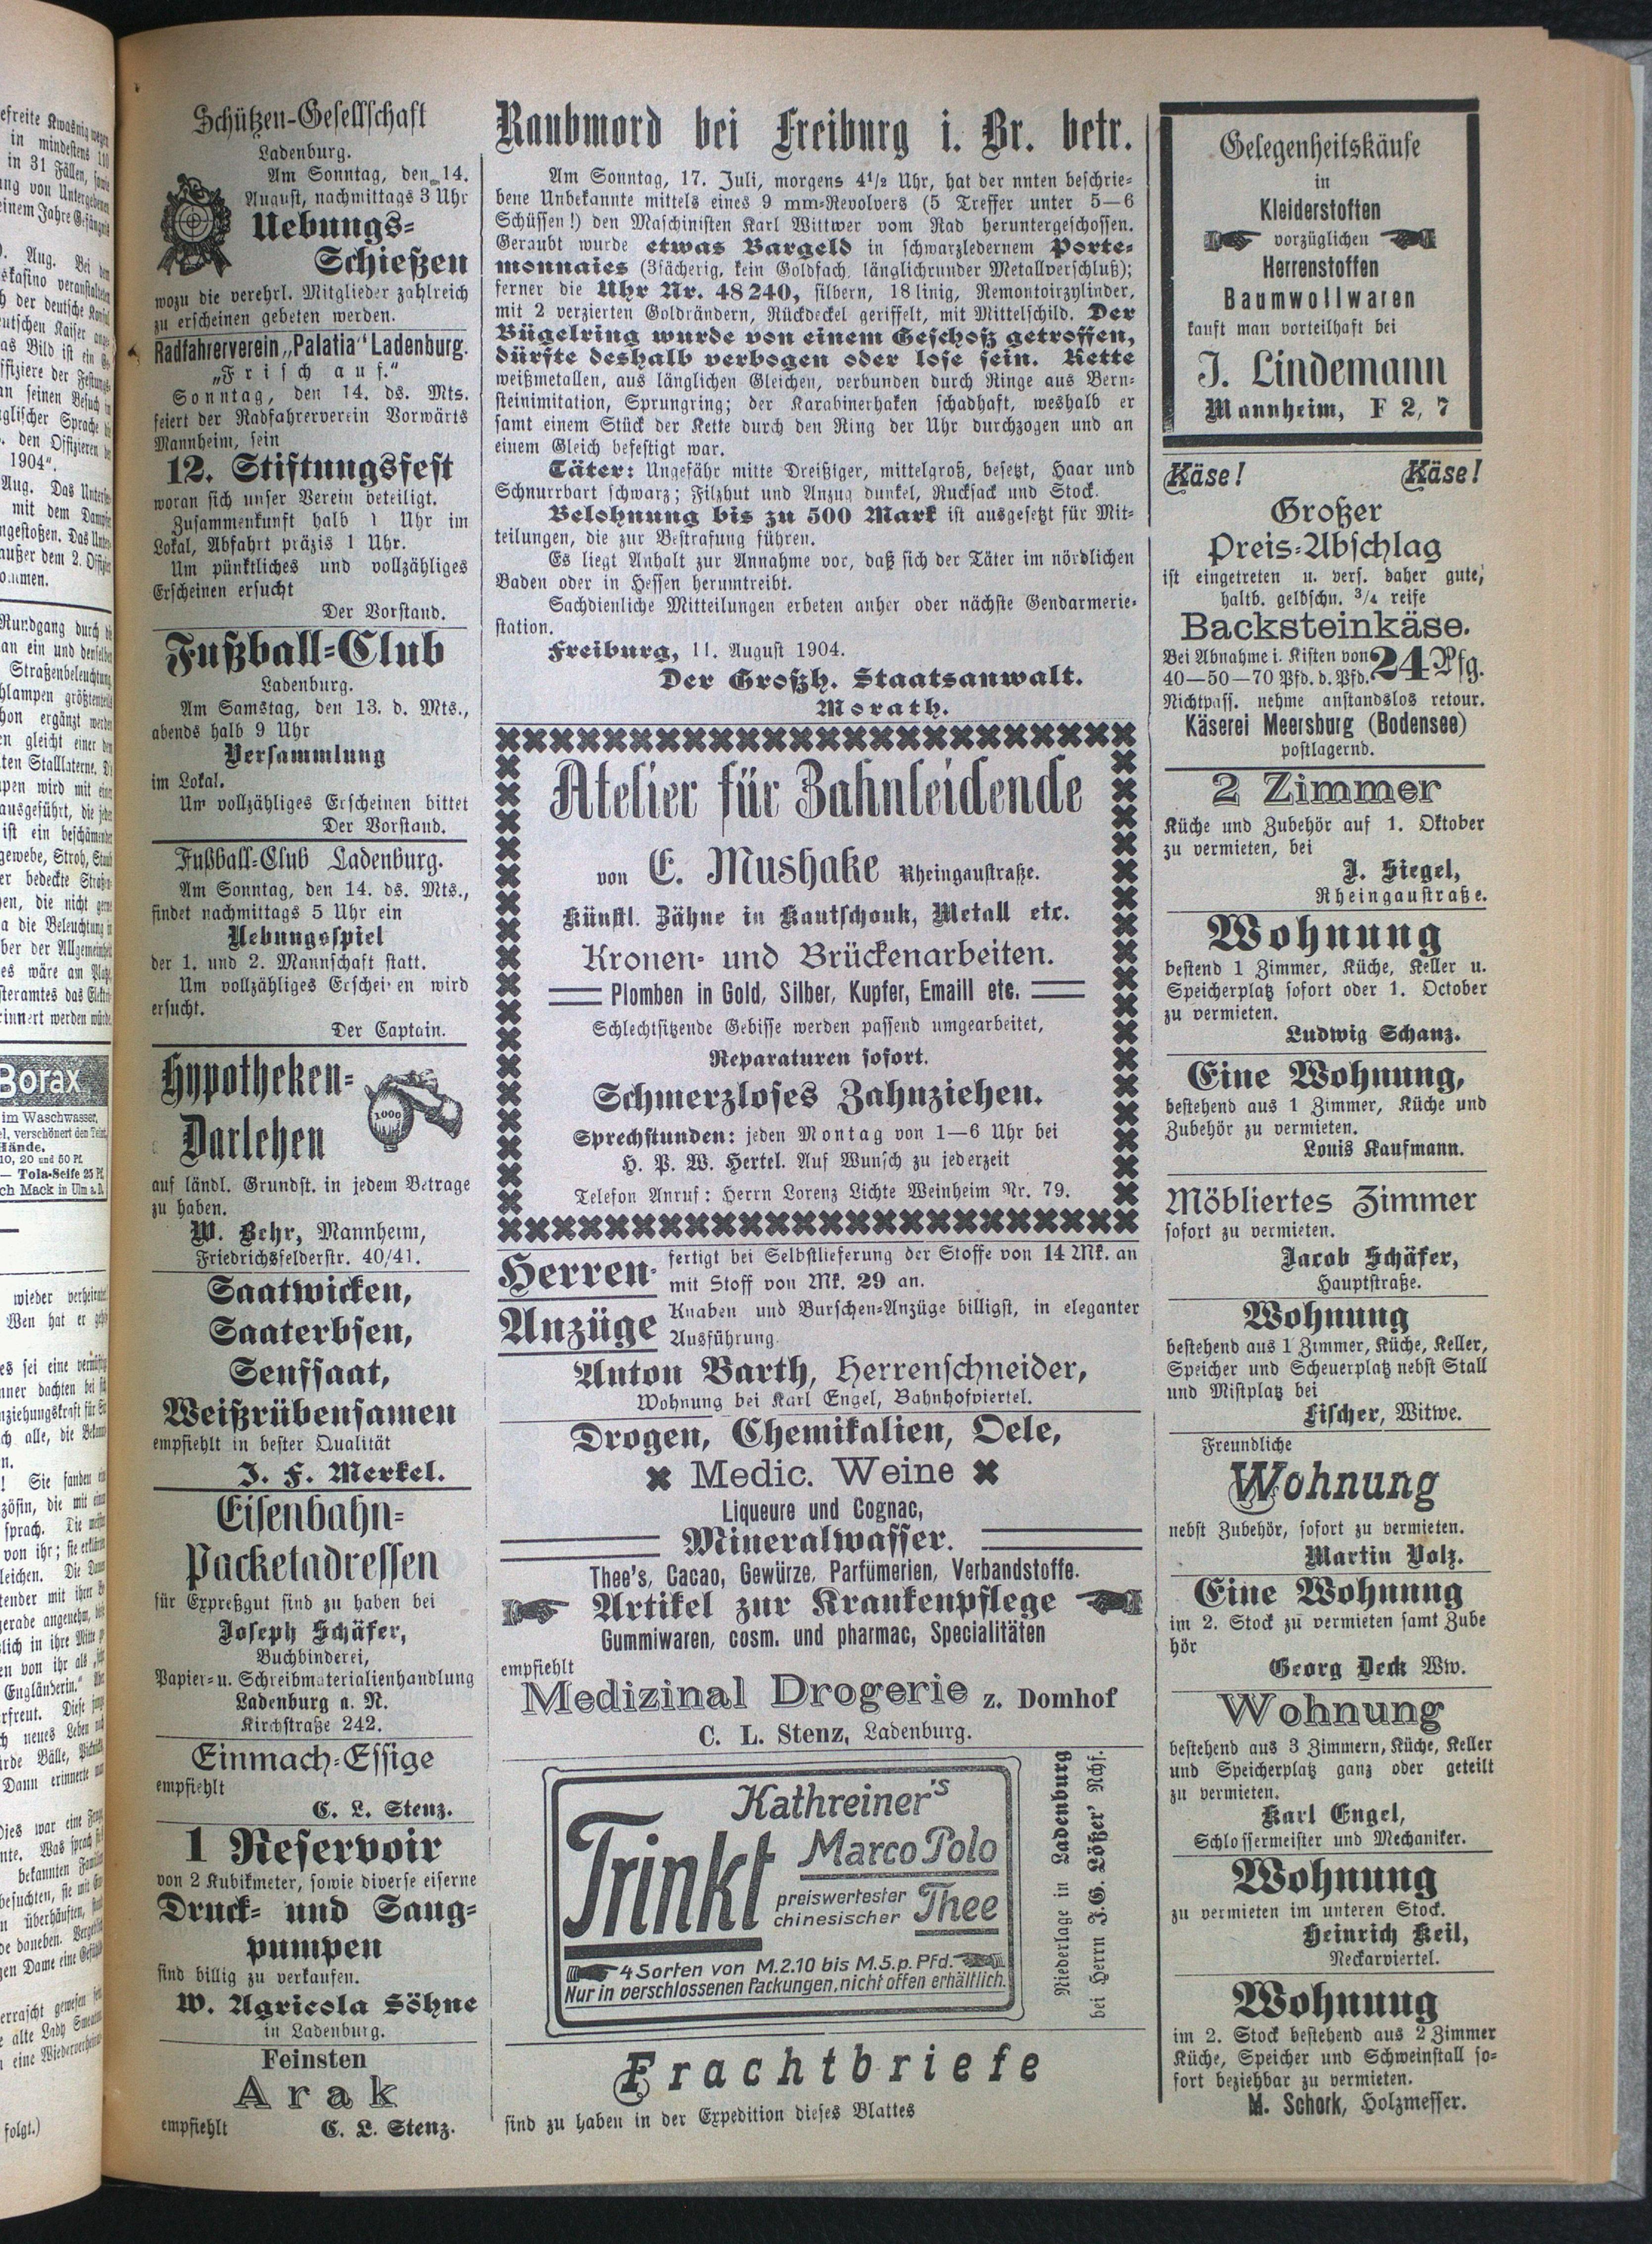 Schützen-Gesellschaft
Ladenburg.
Am Sonntag, den 14.
August, nachmittags 3 Uhr
Uebungs-
Schießen
wozu die verehrl. Mitglieder zahlreich
zu erscheinen gebeten werden.
Radfahrerverein „Palatia" Ladenburg.
„Frisch auf."
Sonntag, den 14. ds. Mts.
feiert der Radfahrerverein Vorwärts
Mannheim, sein
12. Stiftungsfest
woran sich unser Verein beteiligt.
Zusammenkunft halb 1 Uhr im
Lokal, Abfahrt präzis 1 Uhr.
Um pünktliches und vollzähliges
Erscheinen ersucht
Der Vorstand.
Fußball-Club
Ladenburg.
Am Samstag, den 13. d. Mts.,
abends halb 9 Uhr
Versammlung
im Lokal.
Um vollzähliges Erscheinen bittet
Der Vorstand.
Fußball-Club Ladenburg.
Am Sonntag, den 14. ds. Mts.,
findet nachmittags 5 Uhr ein
Uebungsspiel
der 1. und 2. Mannschaft statt.
Um vollzähliges Erscheinen wird
ersucht.
Der Captain.
Hypotheken-
Darlehen
1000
auf ländl. Grundst. in jedem Betrage
zu haben.
W. Behr, Mannheim,
Friedrichsfelderstr. 40/41.
Saatwicken,
Saaterbsen,
Senfsaat,
Weißrübensamen
empfiehlt in bester Qualität
J. F. Merkel.
Eisenbahn-
Packetadressen
für Expreßgut sind zu haben bei
Joseph Schäfer,
Buchbinderei,
Papier- u. Schreibmaterialienhandlung
Ladenburg a. N.
Kirchstraße 242.
Einmach-Essige
empfiehlt
C. L. Stenz.
1 Reservoir
von 2 Kubikmeter, sowie diverse eiserne
Druck- und Saug-
pumpen
sind billig zu verkaufen.
W. Agricola Söhne
in Ladenburg.
Feinsten
Arak
empfiehlt C. L. Stenz.
Raubmord bei Freiburg i. Br. betr.
Am Sonntag, 17. Juli, morgens 4½ Uhr, hat der nnten beschrie-
bene Unbekannte mittels eines 9 mm-Revolvers (5 Treffer unter 5—6
Schüssen!) den Maschinisten Karl Wittwer vom Rad heruntergeschossen.
Geraubt wurde etwas Bargeld in schwarzledernem Porte-
monnaies (3fächerig, kein Goldfach, länglichrunder Metallverschluß);
ferner die Uhr Nr. 48240, silbern, 18linig, Remontoirzylinder,
mit 2 verzierten Goldrändern, Rückdeckel geriffelt, mit Mittelschild. Der
Bügelring wurde von einem Geschoß getroffen,
dürfte deshalb verbogen oder lose sein. Kette
weißmetallen, aus länglichen Gleichen, verbunden durch Ringe aus Bern-
steinimitation, Sprungring; der Karabinerhaken schadhaft, weshalb er
samt einem Stück der Kette durch den Ring der Uhr durchzogen und an
einem Gleich befestigt war.
Täter: Ungefähr mitte Dreißiger, mittelgroß, besetzt, Haar und
Schnurrbart schwarz; Filzhut und Anzug dunkel, Rucksack und Stock.
Belohnung bis zu 500 Mark ist ausgesetzt für Mit-
teilungen, die zur Bestrafung führen.
Es liegt Anhalt zur Annahme vor, daß sich der Täter im nördlichen
Baden oder in Hessen herumtreibt.
Sachdienliche Mitteilungen erbeten anher oder nächste Gendarmerie-
station.
Freiburg, 11. August 1904.
Der Großh. Staatsanwalt.
Morath.
Atelier für Zahnleidende
von E. Mushake Rheingaustraße.
Künstl. Zähne in Kautschouk, Metall etc.
Kronen- und Brückenarbeiten.
Plomben in Gold, Silber, Kupfer, Emaill etc.
Schlechtsitzende Gebisse werden passend umgearbeitet,
Reparaturen sofort.
Schmerzloses Zahnziehen.
Sprechstunden: jeden Montag von 1—6 Uhr bei
H. P. W. Hertel. Auf Wunsch zu jederzeit
Telefon Anruf: Herrn Lorenz Lichte Weinheim Nr. 79.
Herren-
Anzüge
fertigt bei Selbstlieferung der Stoffe von 14 Mk. an
mit Stoff von Mk. 29 an.
Knaben und Burschen-Anzüge billigst, in eleganter
Ausführung.
Anton Barth, Herrenschneider,
Wohnung bei Karl Engel, Bahnhofviertel.
Drogen, Chemikalien, Oele,
Medic. Weine
Liqueure und Cognac,
Mineralwasser.
Thee's, Cacao, Gewürze, Parfümerien, Verbandstoffe.
Artikel zur Krankenpflege
Gummiwaren, cosm. und pharmac, Specialitäten
empfiehlt
Medizinal Drogerie z. Domhof
C. L. Stenz, Ladenburg.
Kathreiner's
Trinkt Marco Polo
preiswertester
chinesischer Thee
4 Sorten von M.2.10 bis M.5.p.Pfd.
Nur in verschlossenen Packungen, nicht offen erhältlich.
Niederlage in Ladenburg
bei Herrn J.G. Lößer' Nchf.
Frachtbriefe
sind zu haben in der Expedition dieses Blattes
Gelegenheitskäufe
in
Kleiderstoffen
vorzüglichen
Herrenstoffen
Baumwollwaren
kauft man vorteilhaft bei
J. Lindemann
Mannheim, F 2, 7
Käse! Käse!
Großer
Preis-Abschlag
ist eingetreten u. vers. daher gute,
haltb. geldschn. ¾ reife
Backsteinkäse.
Bei Abnahme i. Kisten von
40—50—70 Pfd. d. Pfd. 24 Pfg.
Nichtpass. nehme anstandslos retour.
Käserei Meersburg (Bodensee)
postlagernd.
2 Zimmer
Küche und Zubehör auf 1. Oktober
zu vermieten, bei
J. Siegel,
Rheingaustraße.
Wohnung
bestend 1 Zimmer, Küche, Keller u.
Speicherplatz sofort oder 1. October
zu vermieten.
Ludwig Schanz.
Eine Wohnung,
bestehend aus 1 Zimmer, Küche und
Zubehör zu vermieten.
Louis Kaufmann.
Möbliertes Zimmer
sofort zu vermieten.
Jacob Schäfer,
Hauptstraße.
Wohnung
bestehend aus 1 Zimmer, Küche, Keller,
Speicher und Scheuerplatz nebst Stall
und Mistplatz bei
Fischer, Witwe.
Freundliche
Wohnung
nebst Zubehör, sofort zu vermieten.
Martin Volz.
Eine Wohnung
im 2. Stock zu vermieten samt Zube
hör
Georg Deck Ww.
Wohnung
bestehend aus 3 Zimmern, Küche, Keller
und Speicherplatz ganz oder geteilt
zu vermieten.
Karl Engel,
Schlossermeister und Mechaniker.
Wohnung
zu vermieten im unteren Stock.
Heinrich Keil,
Neckarviertel.
Wohnung
im 2. Stock bestehend aus 2 Zimmer
Küche, Speicher und Schweinstall so-
fort beziehbar zu vermieten.
M. Schork, Holzmesser.